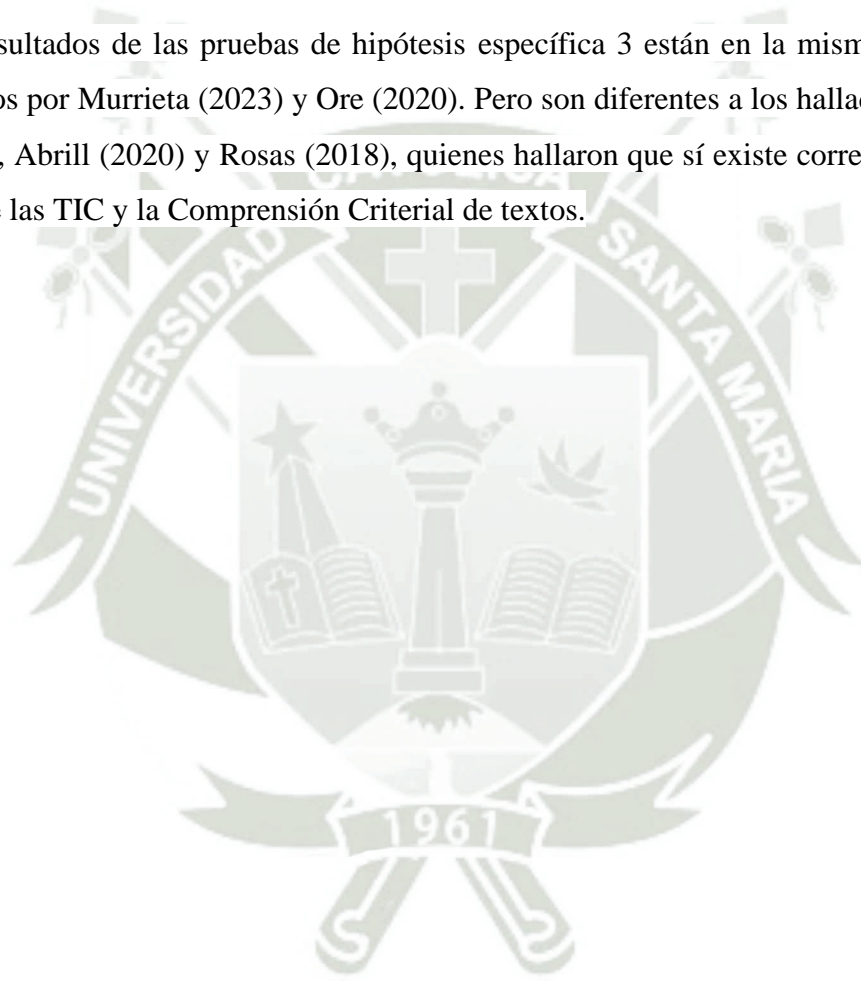 sultados de las pruebas de hipótesis específica 3 están en la mism
os por Murrieta (2023) y Ore (2020). Pero son diferentes a los hallad
, Abrill (2020) y Rosas (2018), quienes hallaron que sí existe corre
las TIC y la Comprensión Criterial de textos.
UNIVERSIDAD
CATOLICA
SANTA MARIA
1961